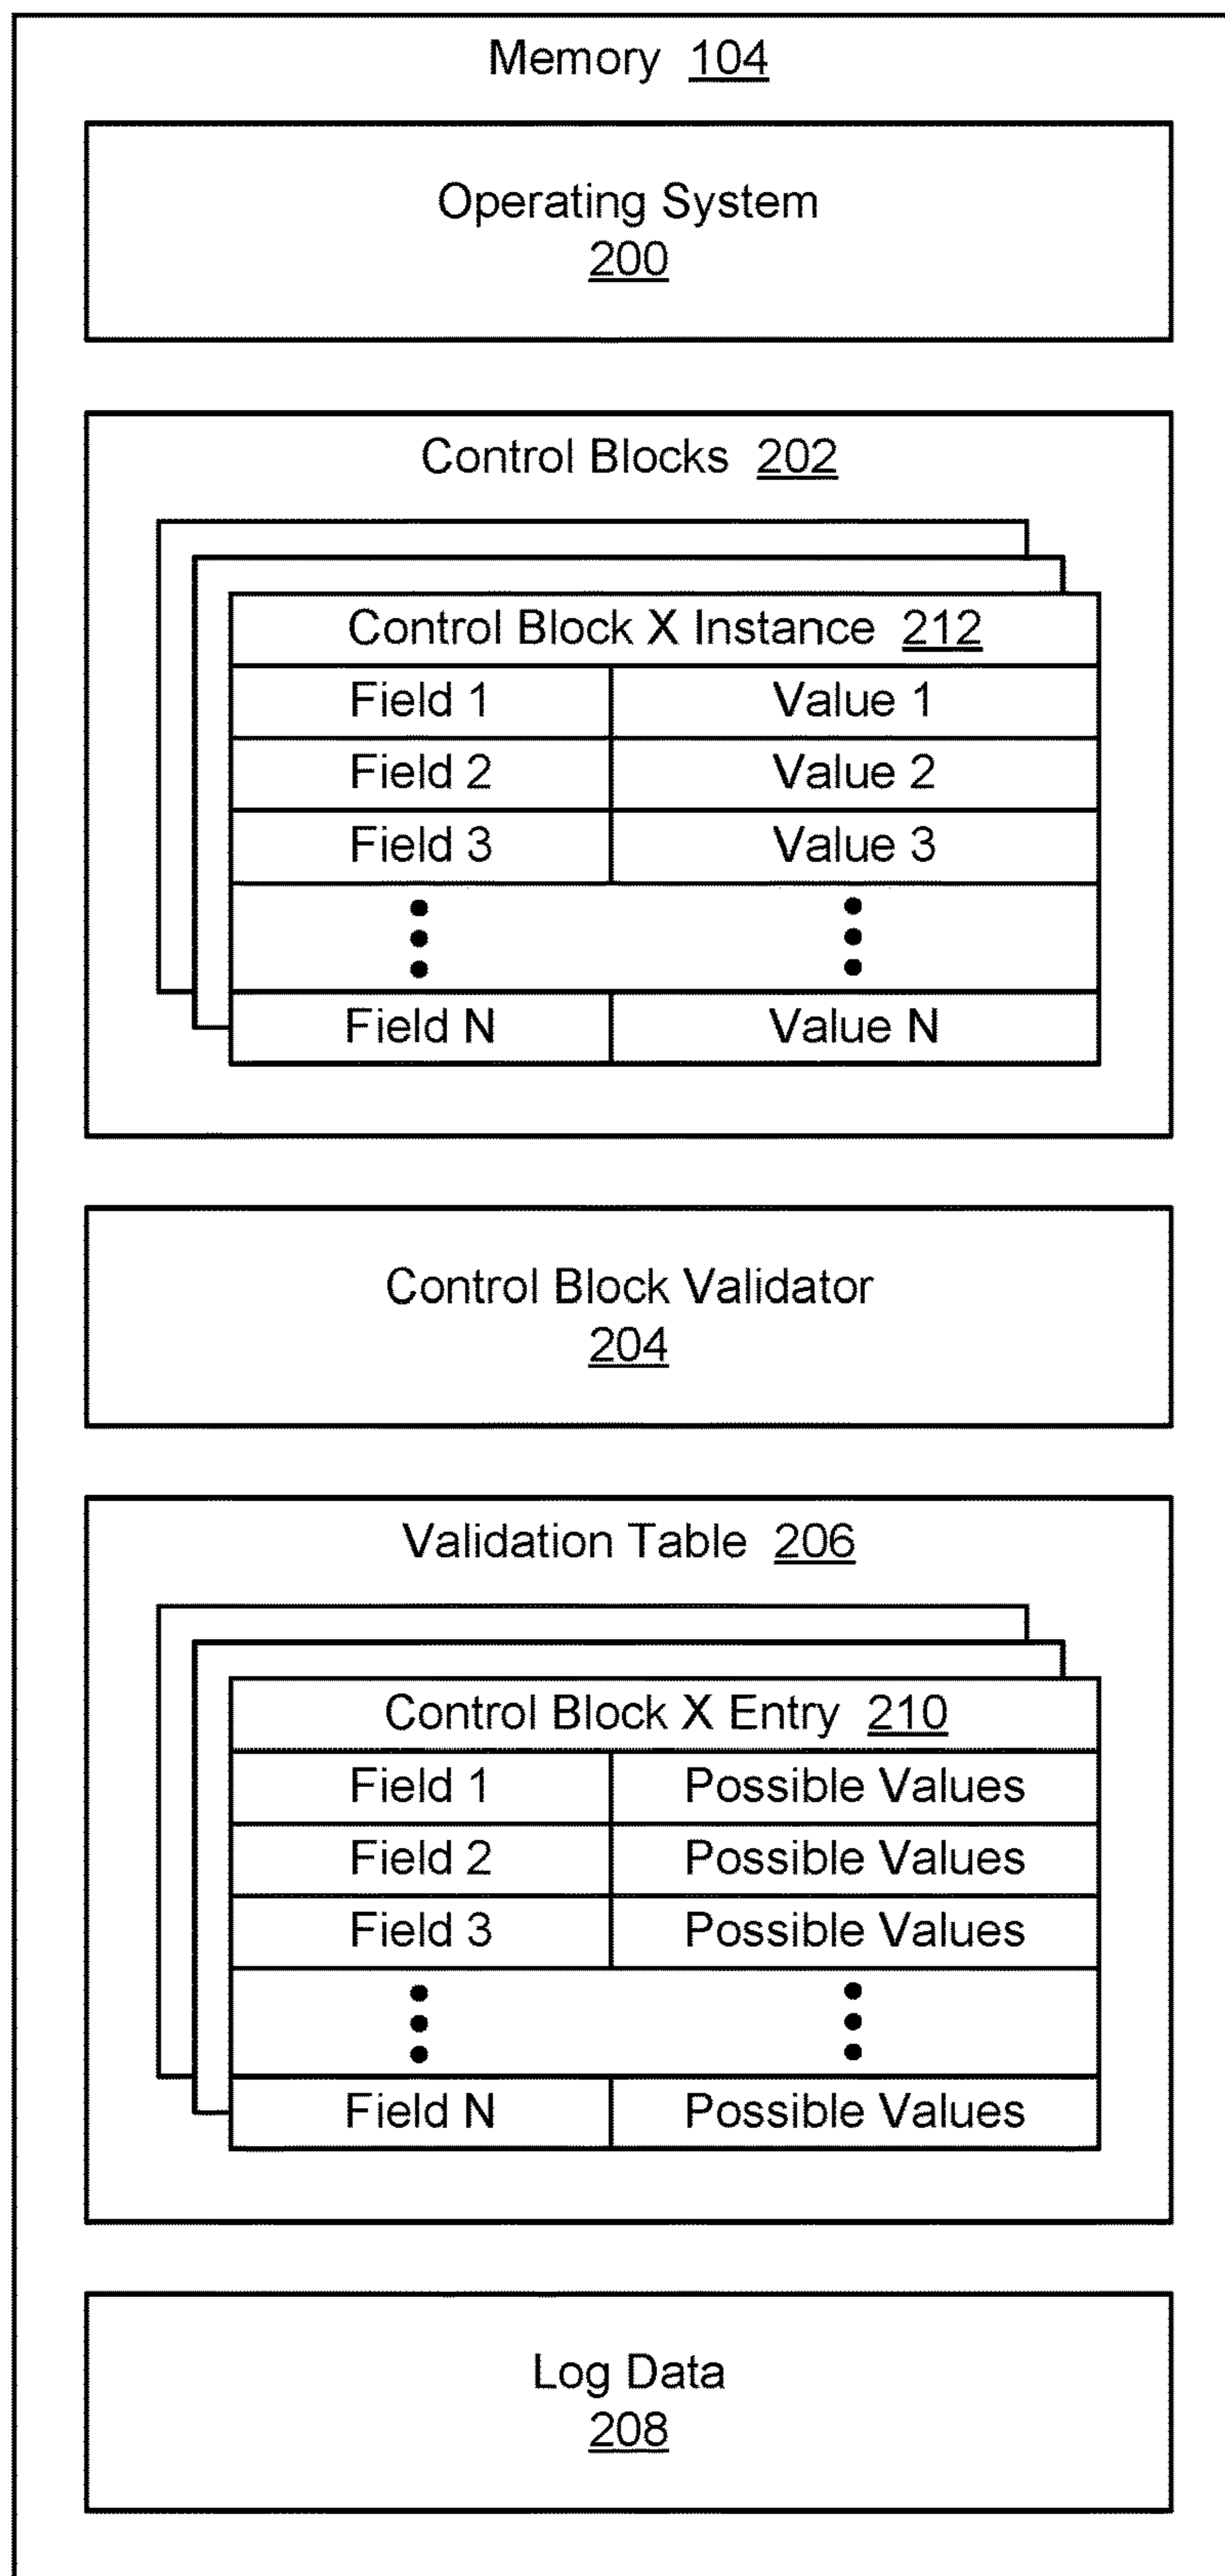 Memory 104
Operating System
200
Control Blocks 202
Control Block X Instance 212
Field 1 Value 1
Field 2 Value 2
Field 3 Value 3
Field N Value N
Control Block Validator
204
Validation Table 206
Control Block X Entry 210
Field 1 Possible Values
Field 2 Possible Values
Field 3 Possible Values
Field N Possible Values
Log Data
208